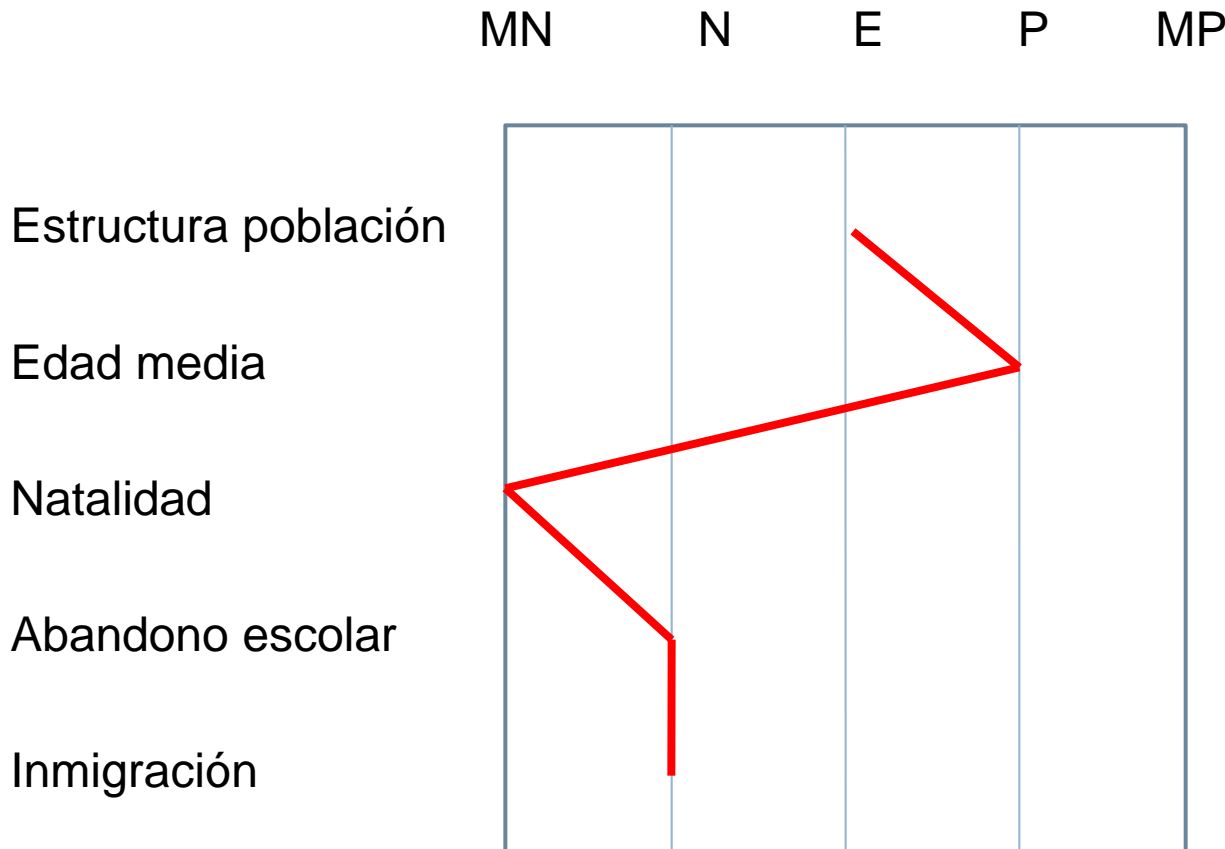 MN N E P MP
Estructura población
Edad media
Natalidad
Abandono escolar
Inmigración